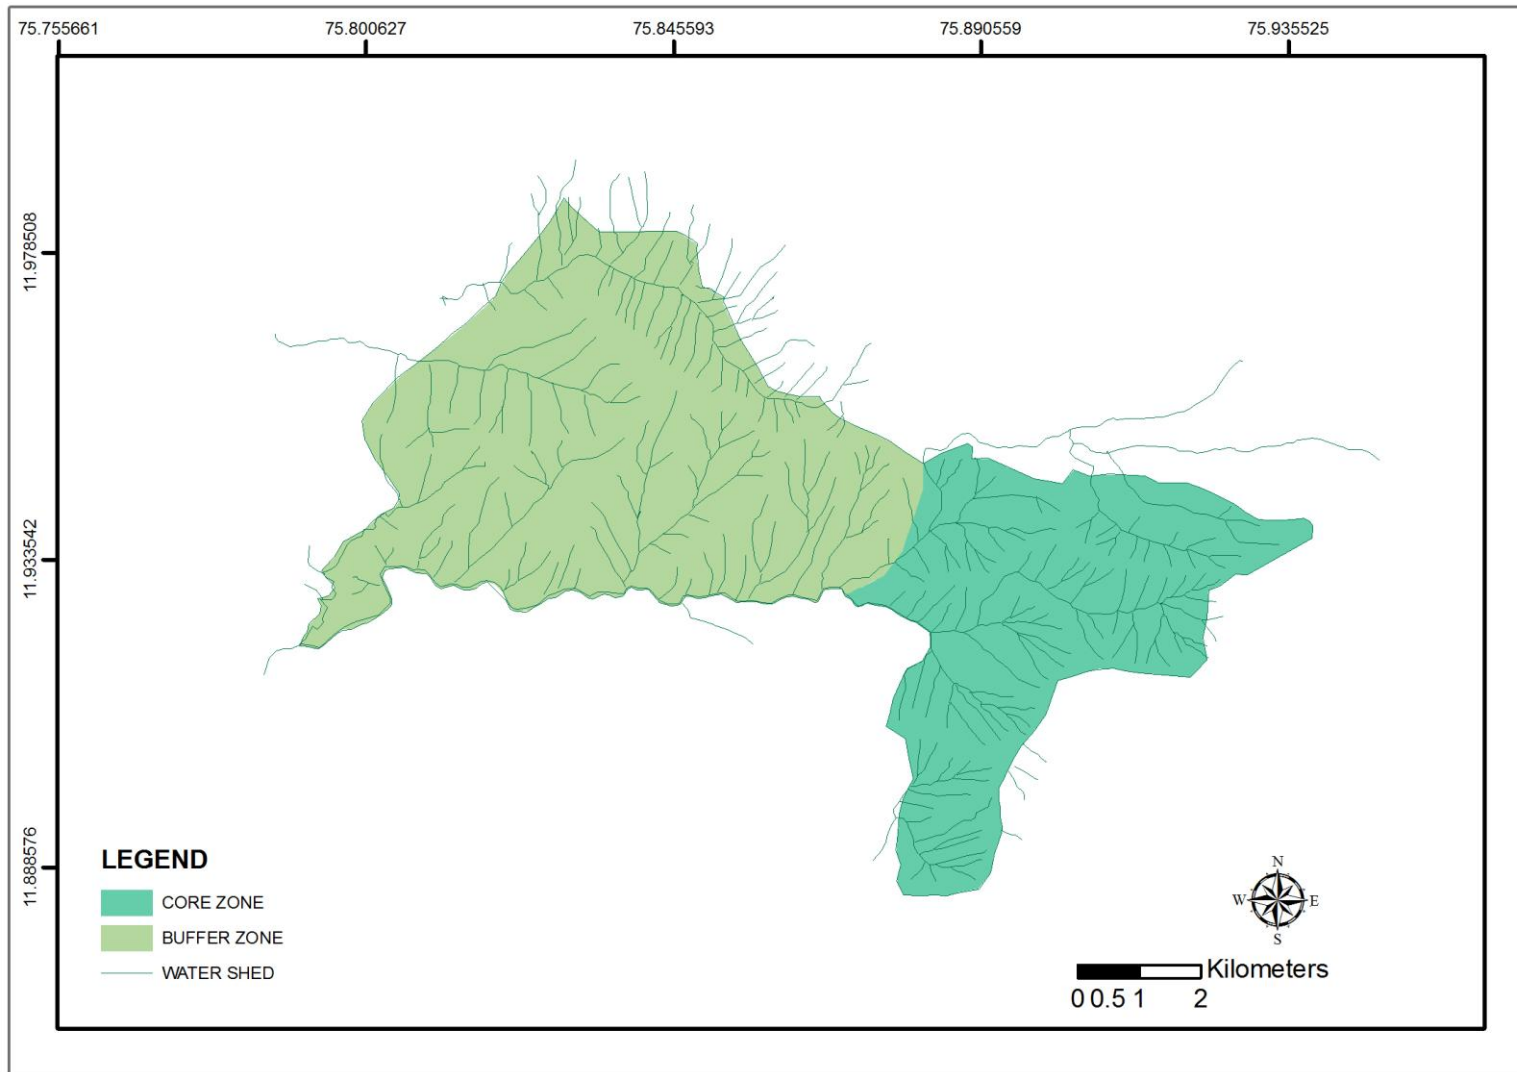 75.755661 75.800627 75.845593 75.890559 75.935525
11.978508
11.933542
11.888576
LEGEND
CORE ZONE
BUFFER ZONE
WATER SHED
N
W E
S
Kilometers
0 0.5 1 2